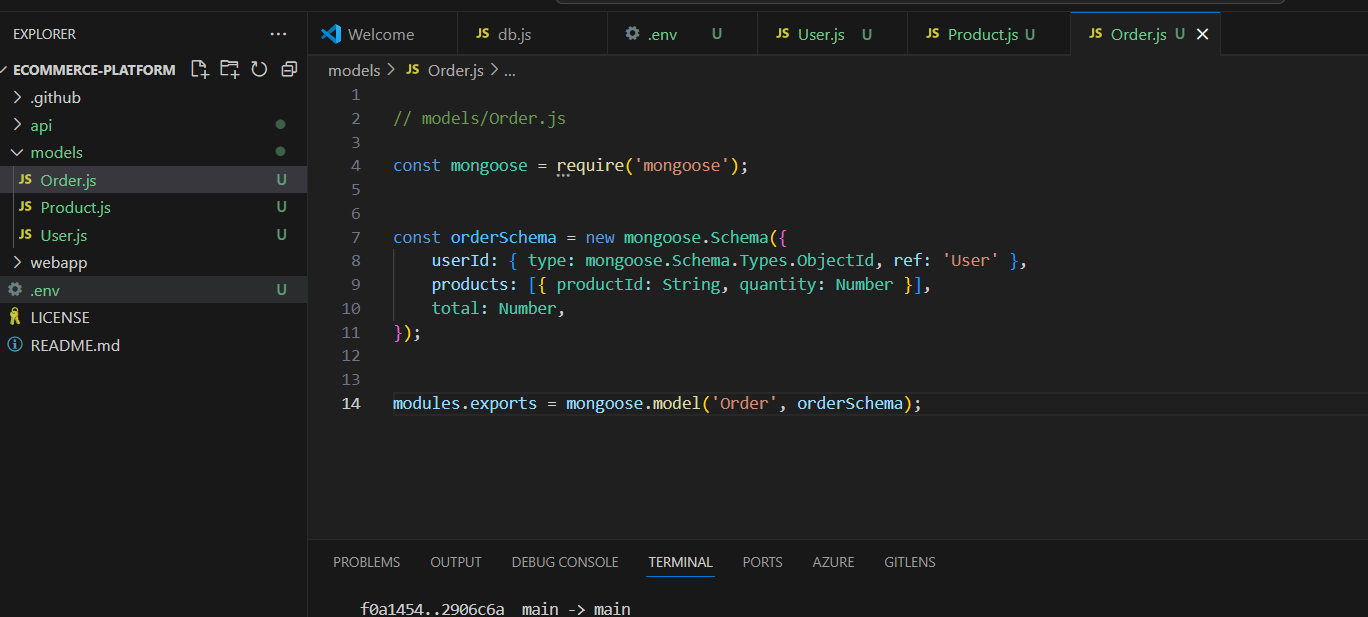 EXPLORER ...
Welcome
JS db.js
.env U
JS User.js U
JS Product.js U
JS Order.js U
ECOMMERCE-PLATFORM
.github
api
models
JS Order.js U
JS Product.js U
JS User.js U
webapp
.env U
LICENSE
README.md
models > JS Order.js > ...
1
2 // models/Order.js
3
4 const mongoose = require('mongoose');
5
6
7 const orderSchema = new mongoose.Schema({
8 userId: { type: mongoose.Schema.Types.ObjectId, ref: 'User' },
9 products: [{ productId: String, quantity: Number }],
10 total: Number,
11 });
12
13
14 modules.exports = mongoose.model('Order', orderSchema);
PROBLEMS OUTPUT DEBUG CONSOLE TERMINAL PORTS AZURE GITLENS
f0a1454..2906c6a main -> main